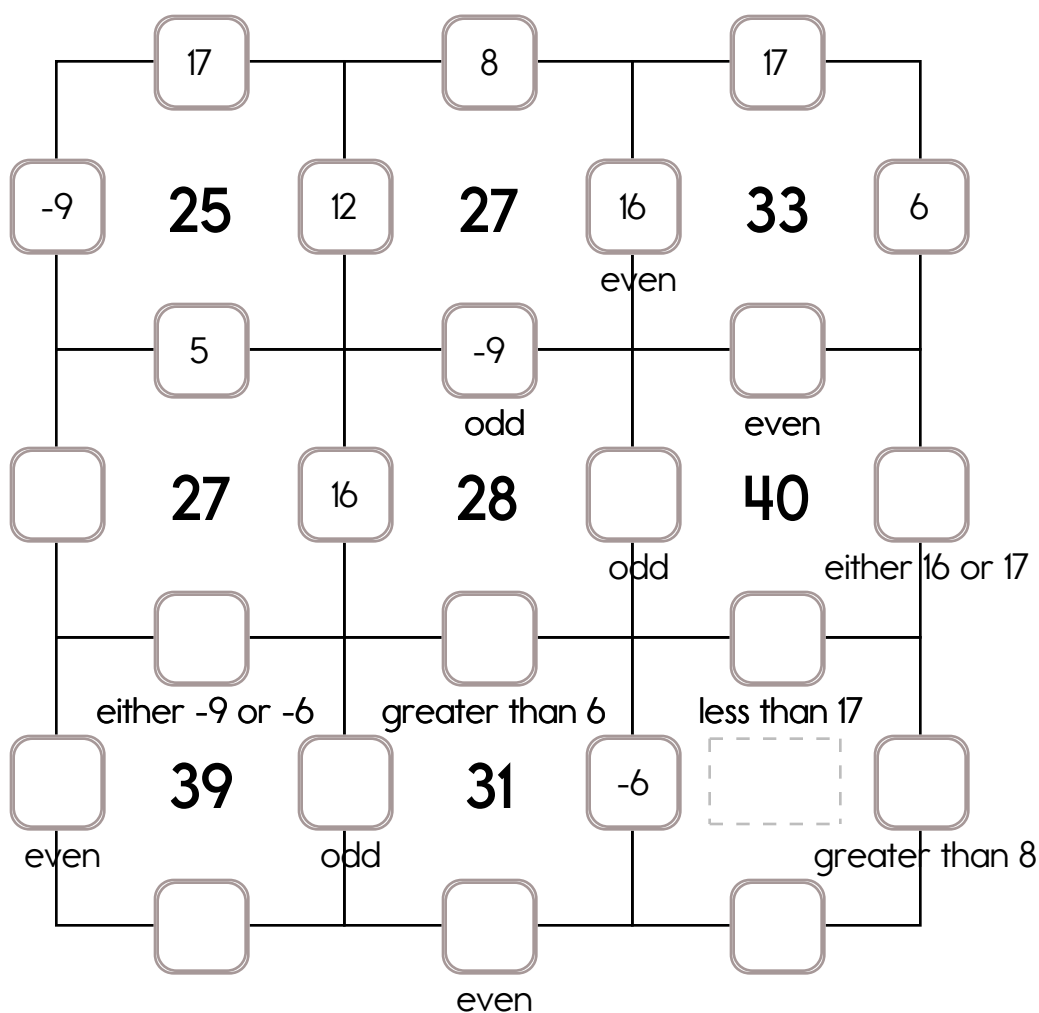 17 8 17
-9 25 12 27 16 33 6
even
5 -9
odd even
27 16 28 40
odd either 16 or 17
either -9 or -6 greater than 6 less than 17
39 31 -6
even odd greater than 8
even